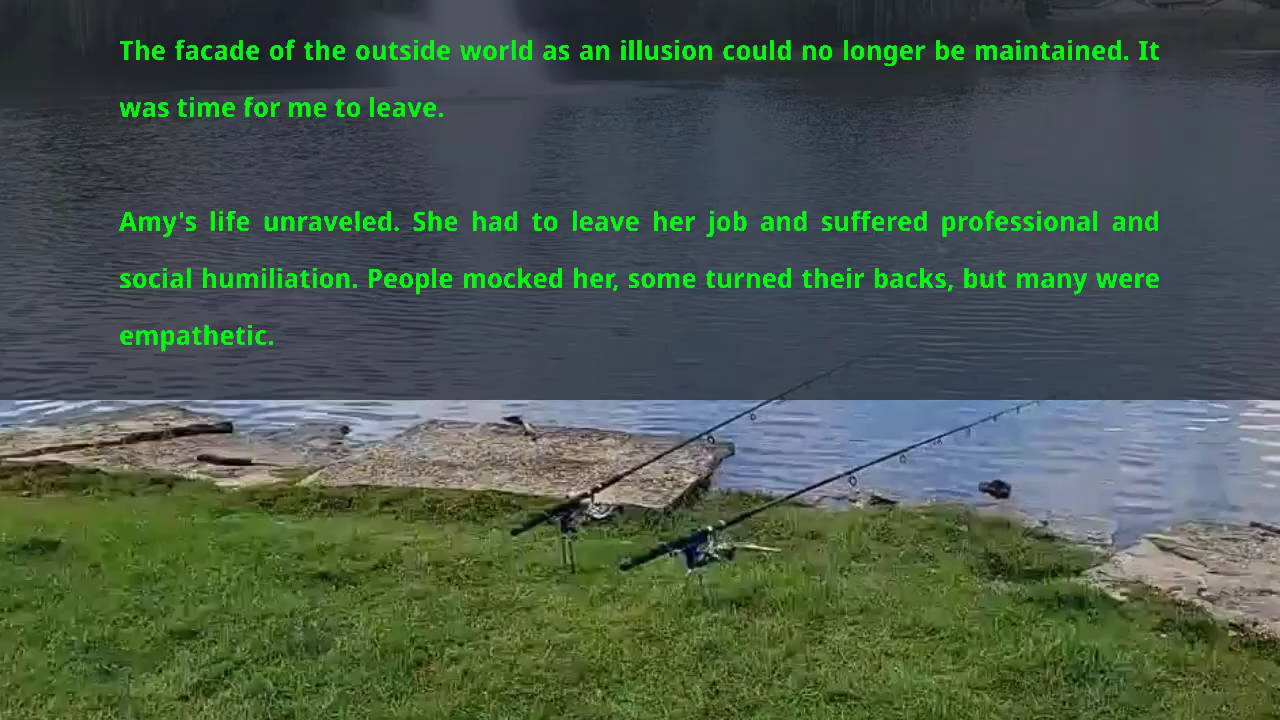 The facade of the outside world as an illusion could no longer be maintained. It
was time for me to leave.
Amy's life unraveled. She had to leave her job and suffered professional and
social humiliation. People mocked her, some turned their backs, but many were
empathetic.